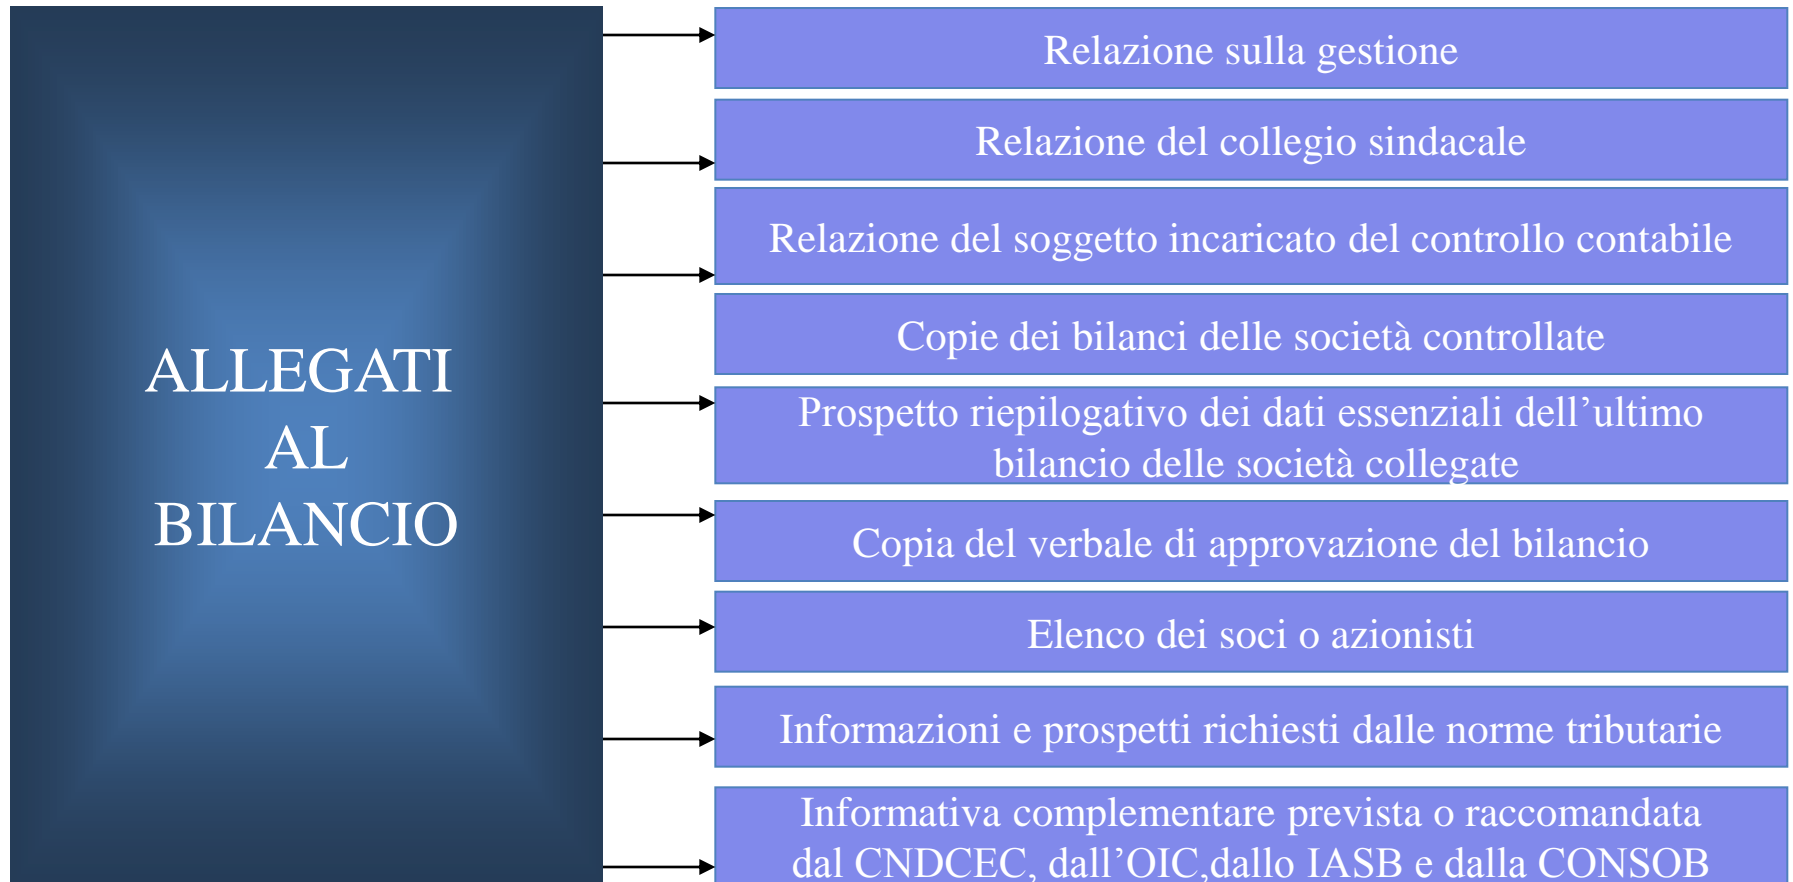 ALLEGATI
AL
BILANCIO
Relazione sulla gestione
Relazione del collegio sindacale
Relazione del soggetto incaricato del controllo contabile
Copie dei bilanci delle società controllate
Prospetto riepilogativo dei dati essenziali dell’ultimo
bilancio delle società collegate
Copia del verbale di approvazione del bilancio
Elenco dei soci o azionisti
Informazioni e prospetti richiesti dalle norme tributarie
Informativa complementare prevista o raccomandata
dal CNDCEC, dall’OIC,dallo IASB e dalla CONSOB